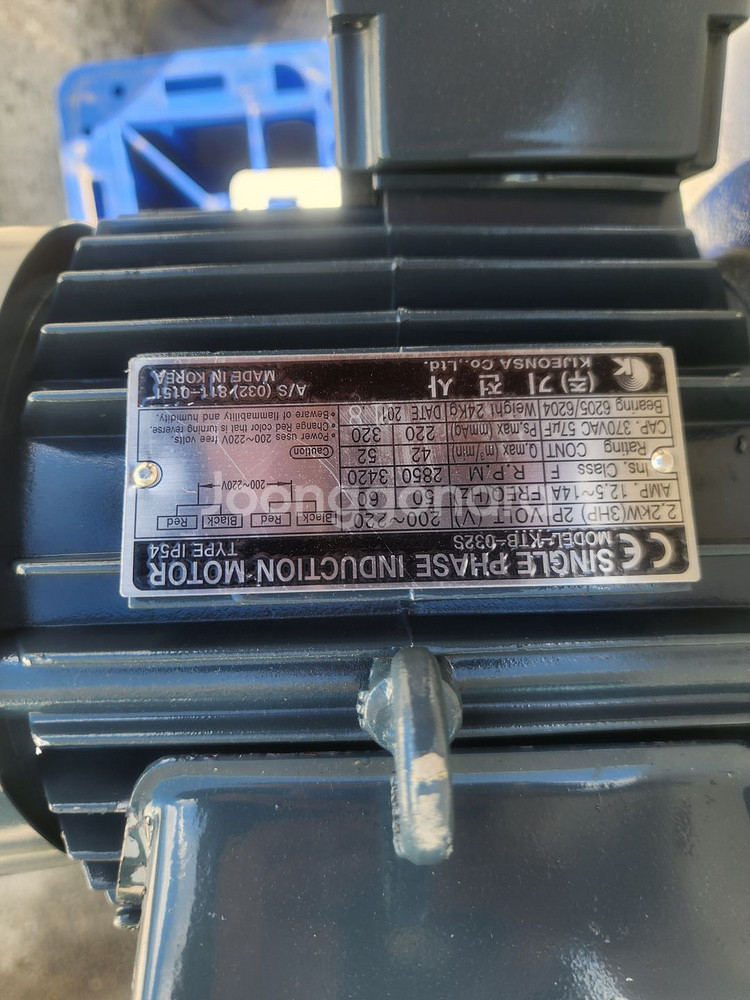 CE SINGLE PHASE INDUCTION MOTOR
MODEL-KTB-032S TYPE IP54
2.2kW(3HP) 2P VOLT(V) 200~220
AMP. 12.5~14A FREQ(Hz) 50 60
Ins. Class F R.P.M 2850 3420
Rating CONT Q.max(m³/min) 42 52
CAP. 370VAC 57μF Ps.max(mmAq) 220 320
Bearing 6205/6204 Weight 24Kg DATE 201 8
Black Red Black Red
200~220V
Caution
• Power uses 200~220V free volts.
• Change Red color that turning reverse.
• Beware of flammability and humidity.
(주)기전사
KIJEONSA Co.,Ltd.
A/S (032) 811-0151
MADE IN KOREA
Joonggonara